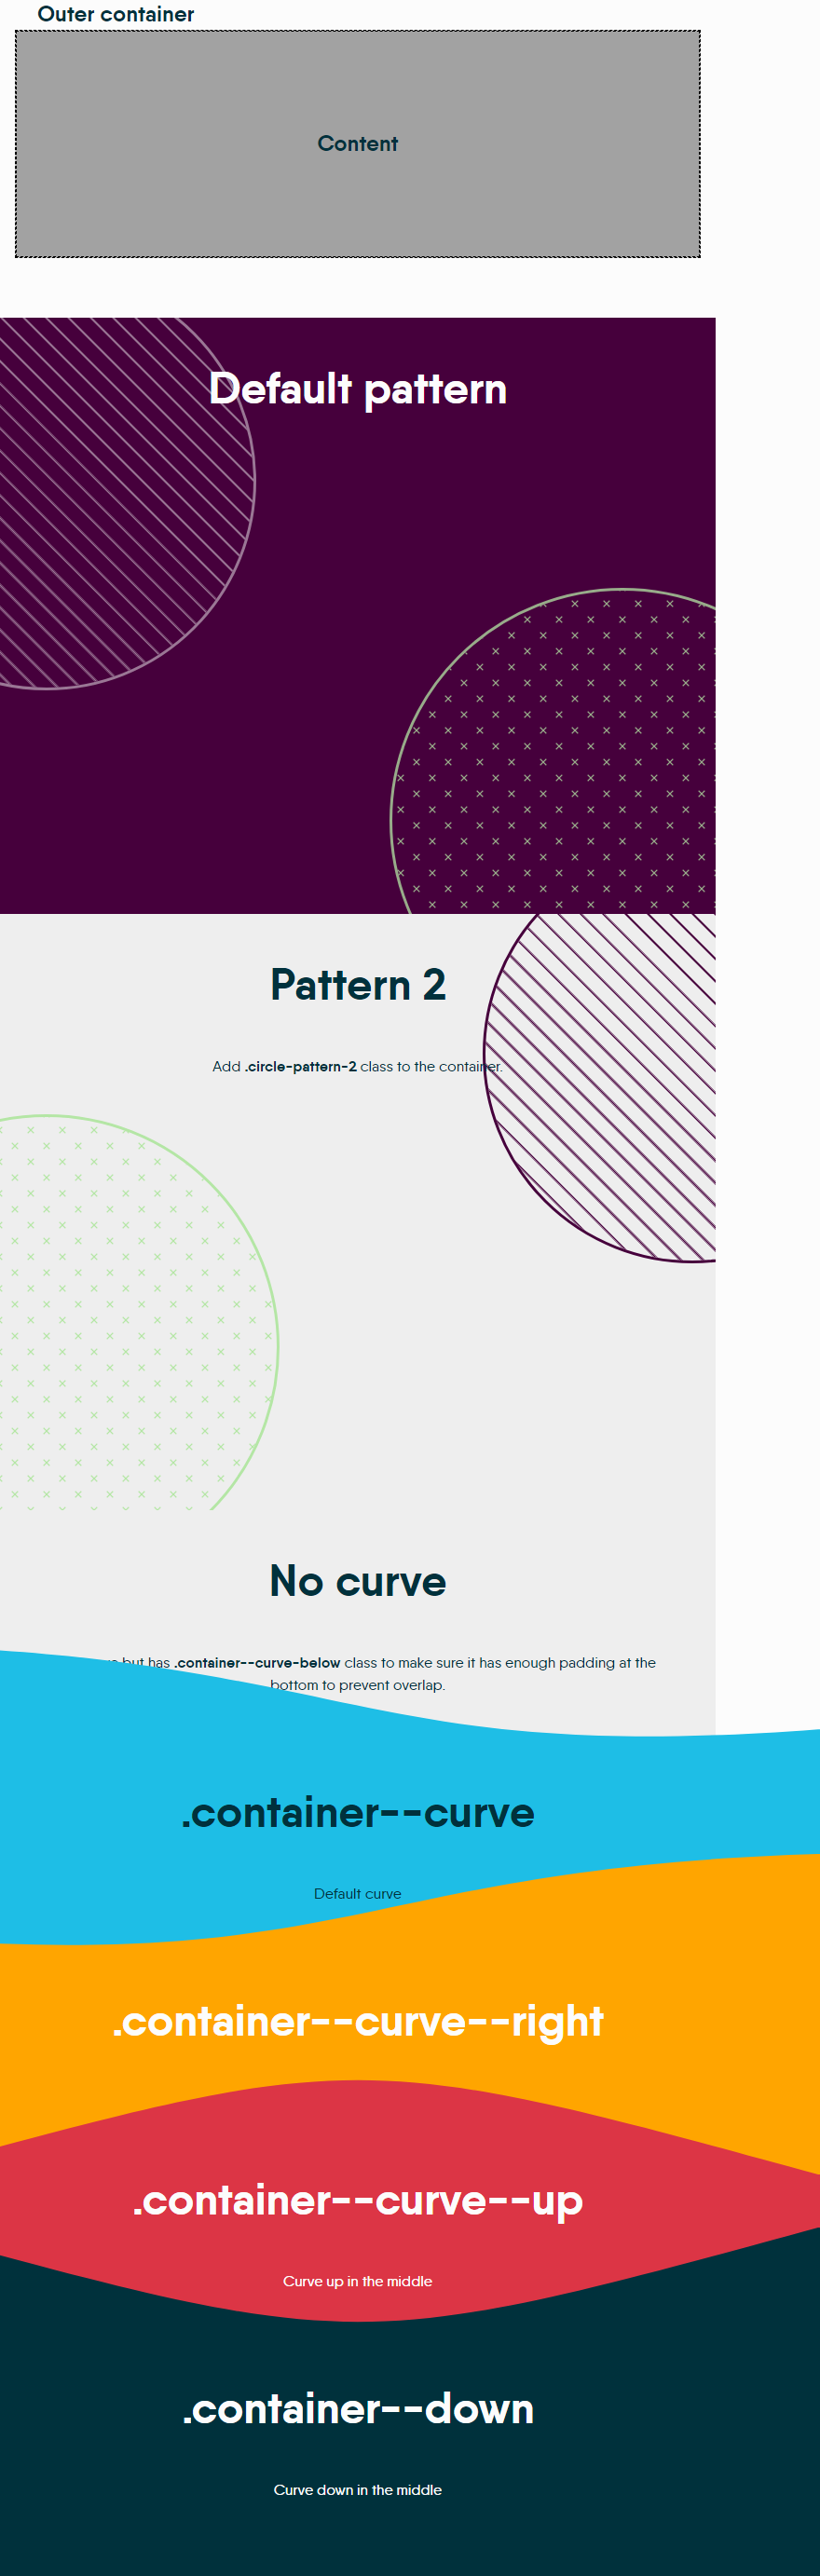 Outer container
Content
Default pattern
Pattern 2
Add .circle-pattern-2 class to the container.
No curve
but has .container--curve-below class to make sure it has enough padding at the
bottom to prevent overlap.
.container--curve
Default curve
.container--curve--right
.container--curve--up
Curve up in the middle
.container--down
Curve down in the middle